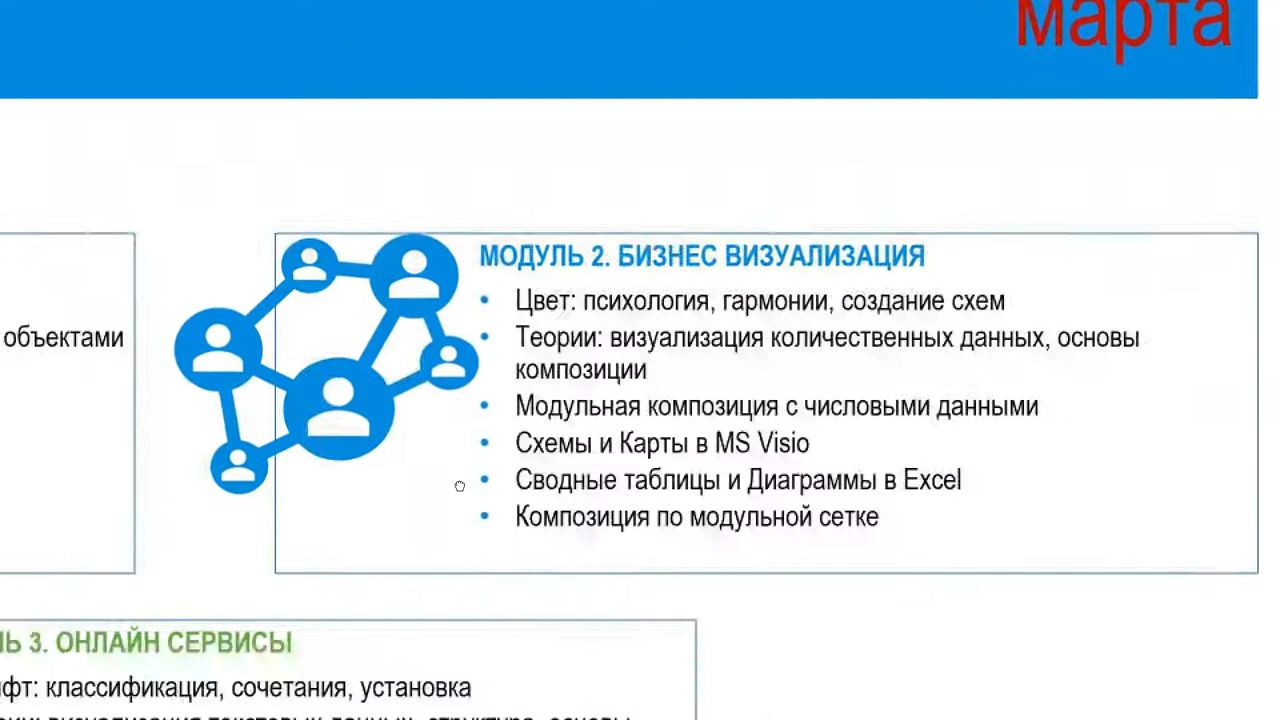 марта
МОДУЛЬ 2. БИЗНЕС ВИЗУАЛИЗАЦИЯ
• Цвет: психология, гармонии, создание схем
объектами
• Теории: визуализация количественных данных, основы
композиции
• Модульная композиция с числовыми данными
• Схемы и Карты в MS Visio
• Сводные таблицы и Диаграммы в Excel
• Композиция по модульной сетке
Ь 3. ОНЛАЙН СЕРВИСЫ
фт: классификация, сочетания, установка